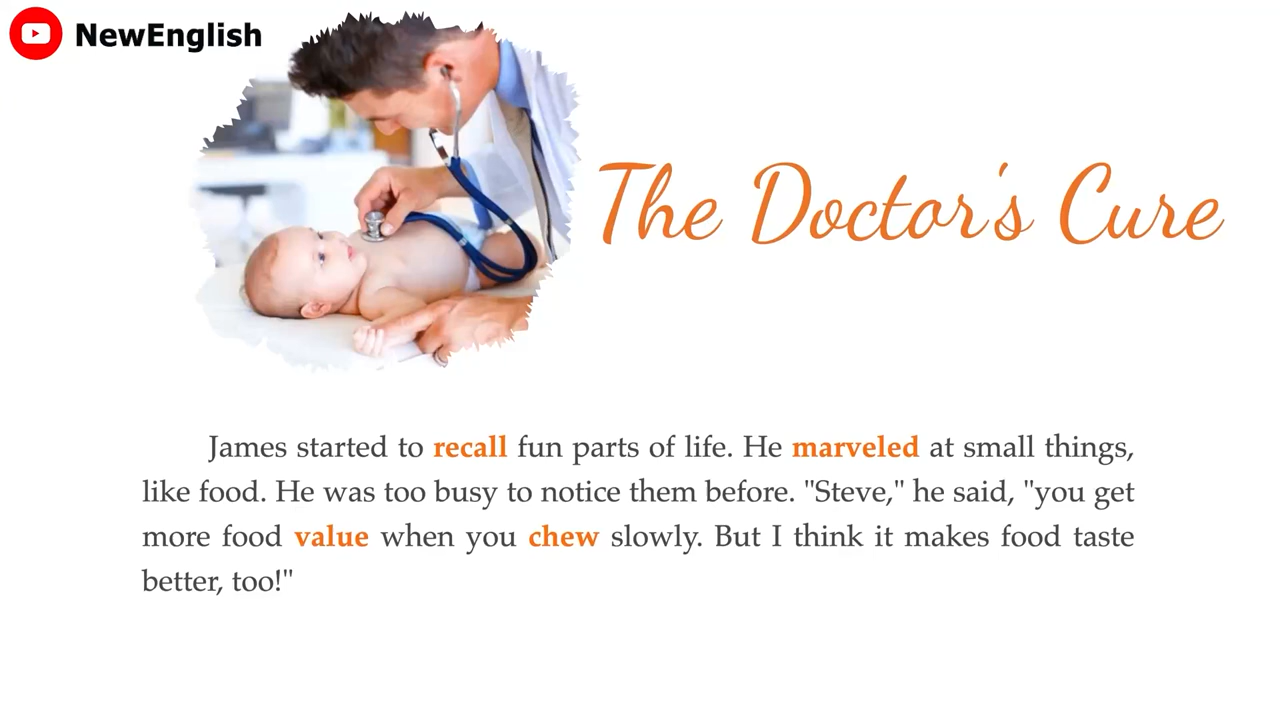 NewEnglish
The Doctor's Cure
James started to recall fun parts of life. He marveled at small things,
like food. He was too busy to notice them before. "Steve," he said, "you get
more food value when you chew slowly. But I think it makes food taste
better, too!"